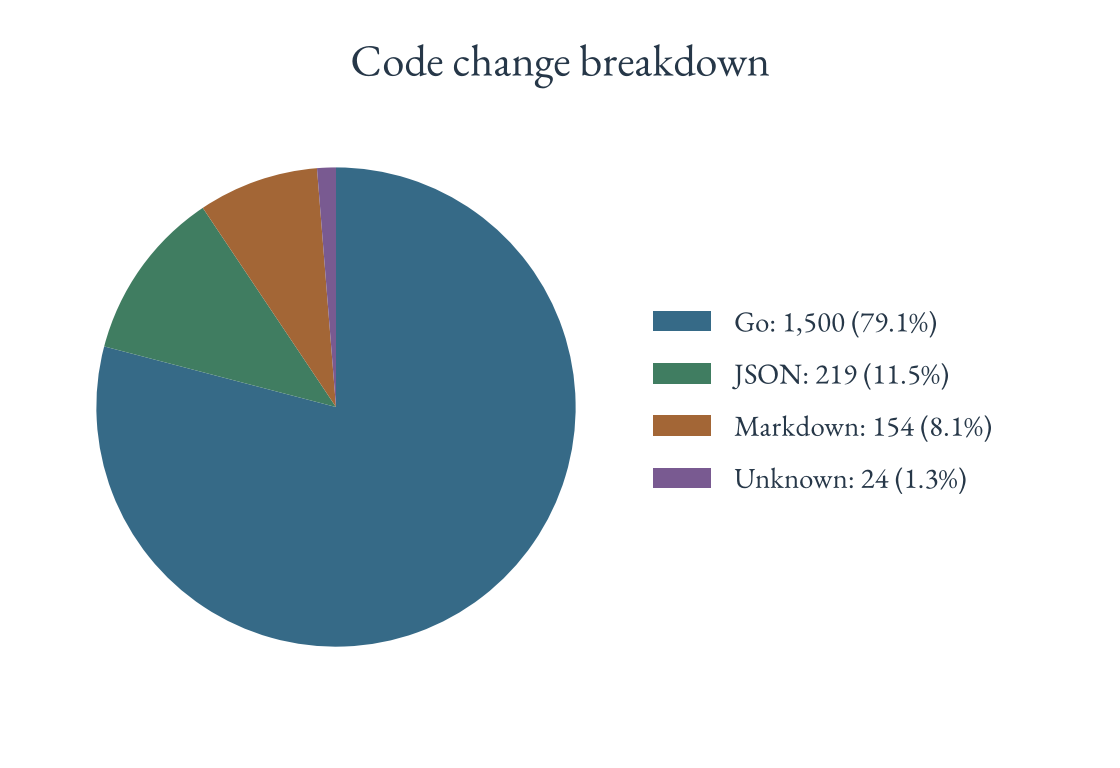 Code change breakdown
Go: 1,500 (79.1%)
JSON: 219 (11.5%)
Markdown: 154 (8.1%)
Unknown: 24 (1.3%)